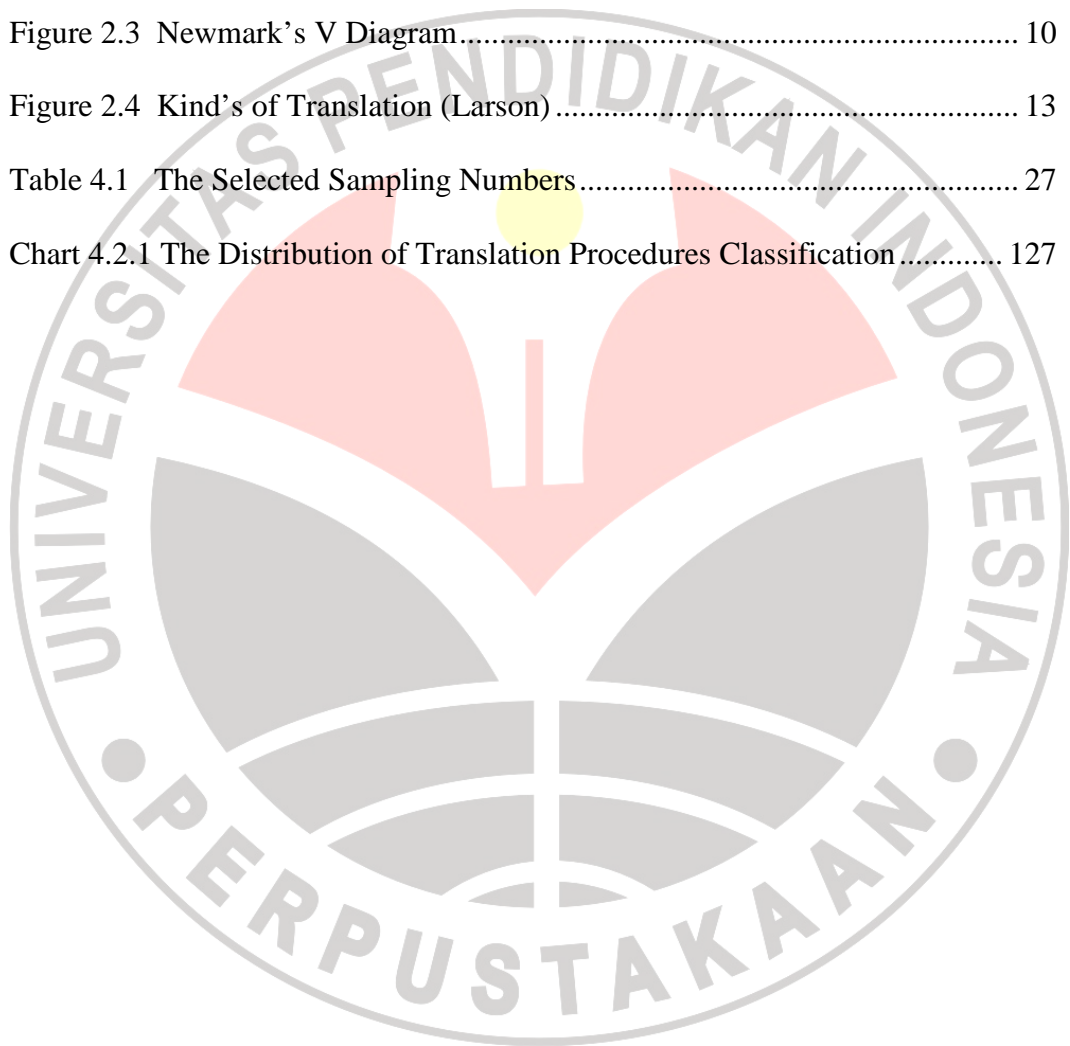 Figure 2.3 Newmark’s V Diagram...................................................................... 10
Figure 2.4 Kind’s of Translation (Larson) .......................................................... 13
Table 4.1 The Selected Sampling Numbers....................................................... 27
Chart 4.2.1 The Distribution of Translation Procedures Classification............. 127
UNIVERSITAS PENDIDIKAN INDONESIA
PERPUSTAKAAN